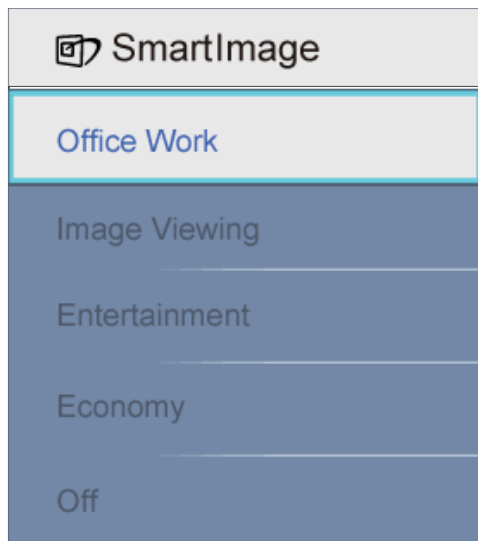 SmartImage
Office Work
Image Viewing
Entertainment
Economy
Off